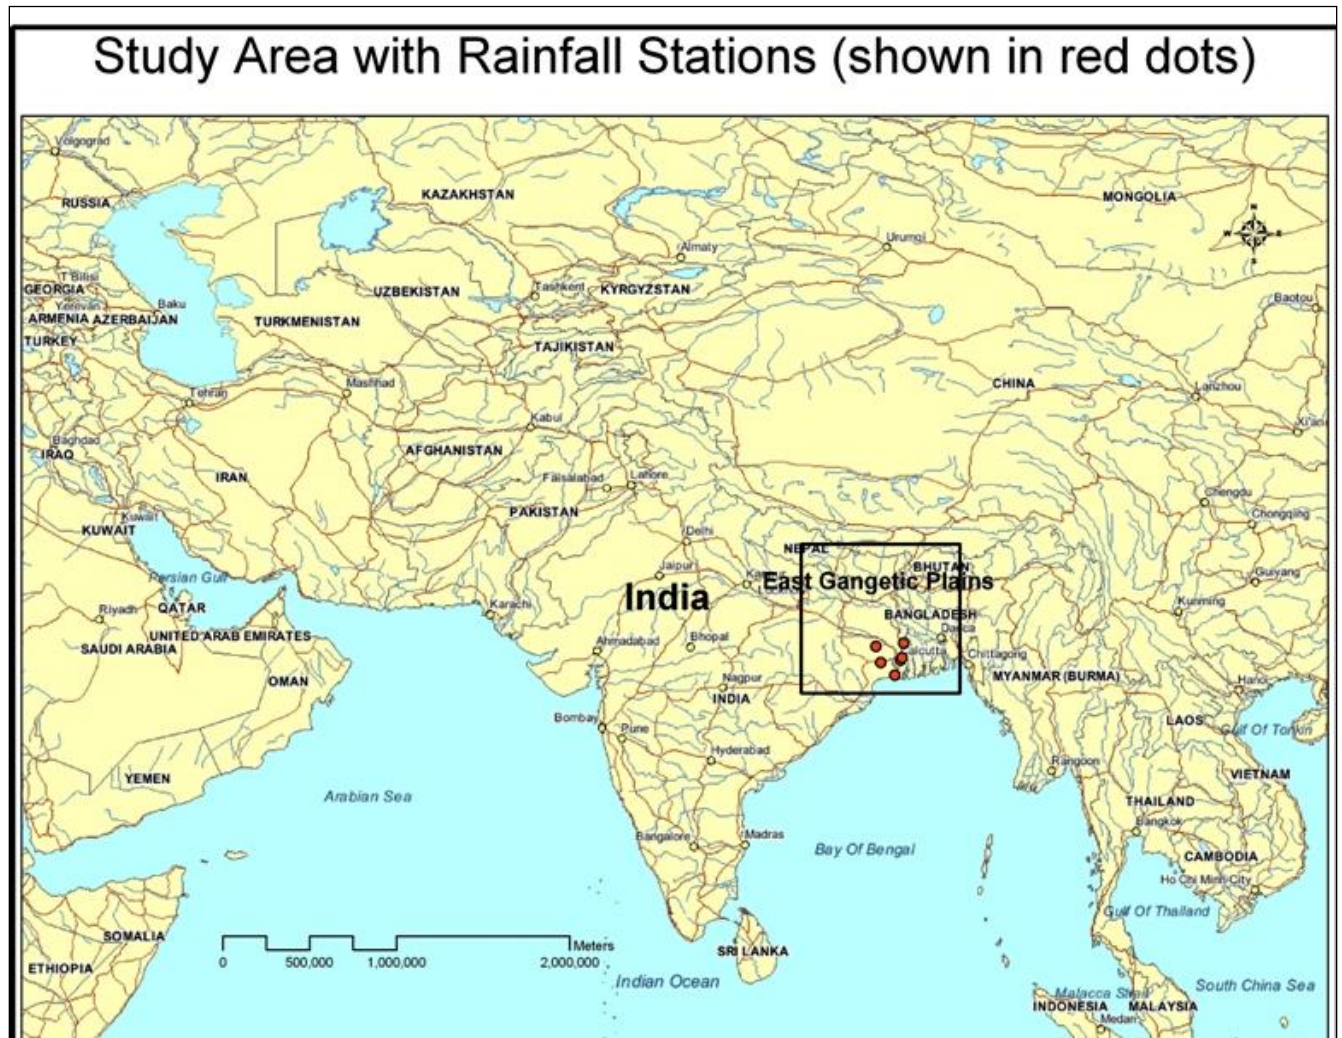 Study Area with Rainfall Stations (shown in red dots)
Volgograd
KAZAKHSTAN
MONGOLIA
RUSSIA
N
W E
S
Almaty
Urumqi
T'Bilisi
GEORGIA
UZBEKISTAN
Tashkent
KYRGYZSTAN
Baotou
Yerevan
Baku
ARMENIA AZERBAIJAN
TURKMENISTAN
TURKEY
TAJIKISTAN
CHINA
Lanzhou
Tehran
Mashhad
Kabul
Xi'an
Baghdad
IRAQ
AFGHANISTAN
IRAN
Faisalabad
Lahore
Chengdu
PAKISTAN
Kuwait
KUWAIT
Chongqing
Delhi
NEPAL
Jaipur
BHUTAN
Persian Gulf
East Gangetic Plains
Guiyang
India
Riyadh
QATAR
Karachi
Kunming
BANGLADESH
UNITED ARAB EMIRATES
Dacca
SAUDI ARABIA
Ahmadabad
Bhopal
Calcutta
Chittagong
OMAN
Nagpur
MYANMAR (BURMA)
Hanoi
INDIA
Bombay
Pune
LAOS
Gulf Of Tonkin
Hyderabad
Rangoon
YEMEN
VIETNAM
Arabian Sea
THAILAND
Bangkok
Bangalore
Madras
Bay Of Bengal
CAMBODIA
Ho Chi Minh City
Gulf Of Thailand
SOMALIA
Meters
SRI LANKA
0 500,000 1,000,000 2,000,000
ETHIOPIA
Indian Ocean
South China Sea
Malacca Strait
INDONESIA
MALAYSIA
Medan